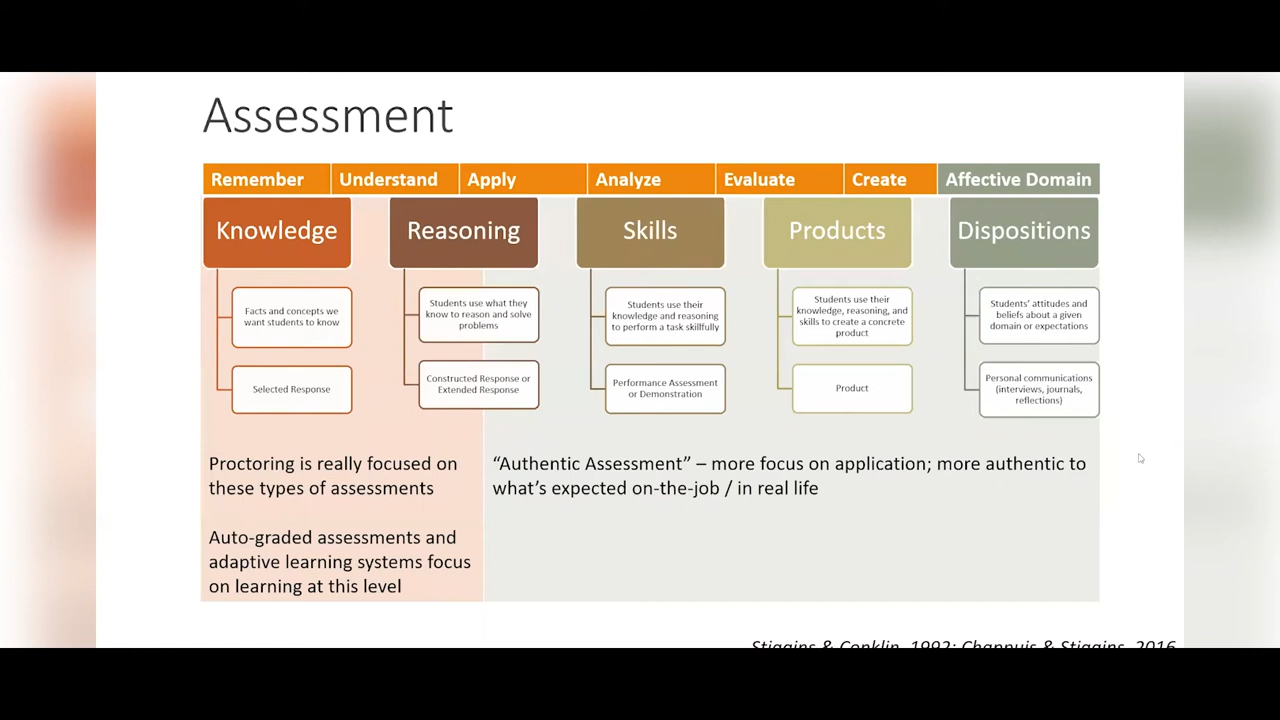 Assessment
Remember
Understand
Apply
Analyze
Evaluate
Create
Affective Domain
Knowledge
Reasoning
Skills
Products
Dispositions
Facts and concepts we
want students to know
Selected Response
Students use what they
know to reason and solve
problems
Constructed Response or
Extended Response
Students use their
knowledge and reasoning
to perform a task skillfully
Performance Assessment
or Demonstration
Students use their
knowledge, reasoning, and
skills to create a concrete
product
Product
Students' attitudes and
beliefs about a given
domain or expectations
Personal communications
(interviews, journals,
reflections)
Proctoring is really focused on
these types of assessments
Auto-graded assessments and
adaptive learning systems focus
on learning at this level
“Authentic Assessment” – more focus on application; more authentic to
what's expected on-the-job / in real life
Stiggins & Conklin, 1992; Chappuis & Stiggins, 2016